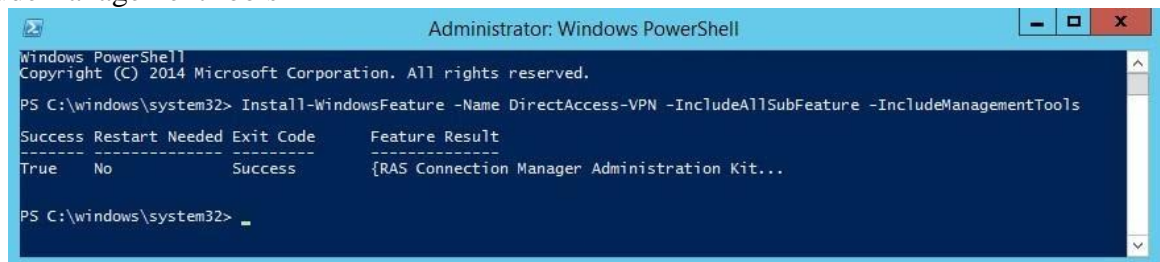 Administrator: Windows PowerShell
Windows PowerShell
Copyright (C) 2014 Microsoft Corporation. All rights reserved.
PS C:\windows\system32> Install-WindowsFeature -Name DirectAccess-VPN -IncludeAllSubFeature -IncludeManagementTools
Success Restart Needed Exit Code      Feature Result
------- -------------- ---------      --------------
True    No             Success        {RAS Connection Manager Administration Kit...
PS C:\windows\system32> _